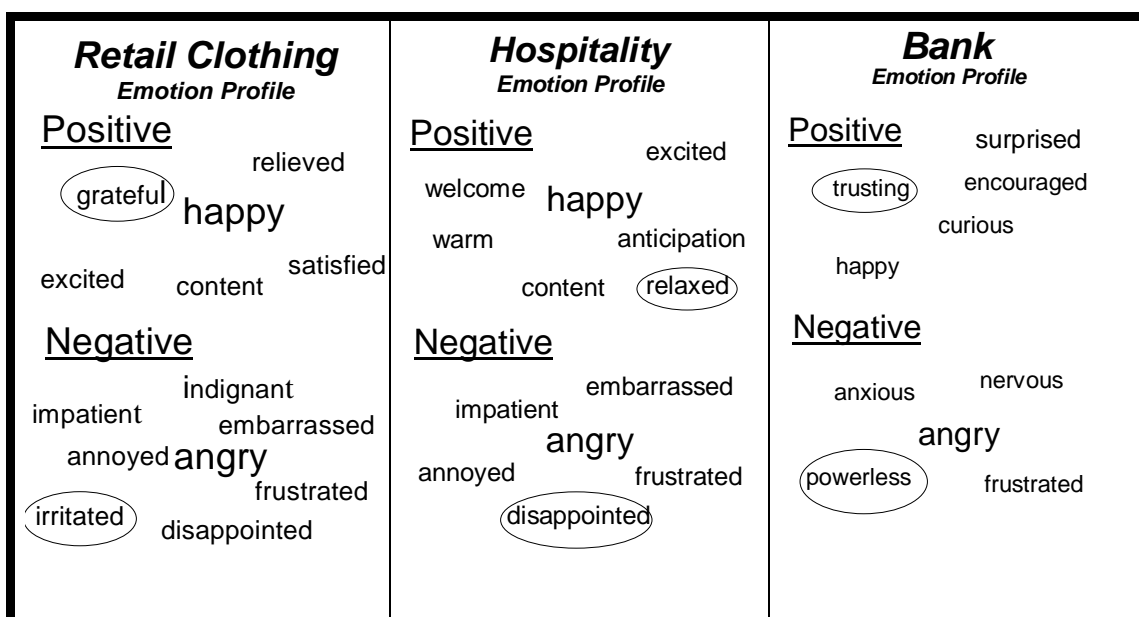 Retail Clothing
Emotion Profile
Positive
relieved
grateful
happy
satisfied
excited
content
Negative
indignant
impatient
embarrassed
annoyed
angry
frustrated
irritated
disappointed
Hospitality
Emotion Profile
Positive
excited
welcome
happy
warm
anticipation
content
relaxed
Negative
embarrassed
impatient
angry
annoyed
frustrated
disappointed
Bank
Emotion Profile
Positive
surprised
trusting
encouraged
curious
happy
Negative
nervous
anxious
angry
powerless
frustrated